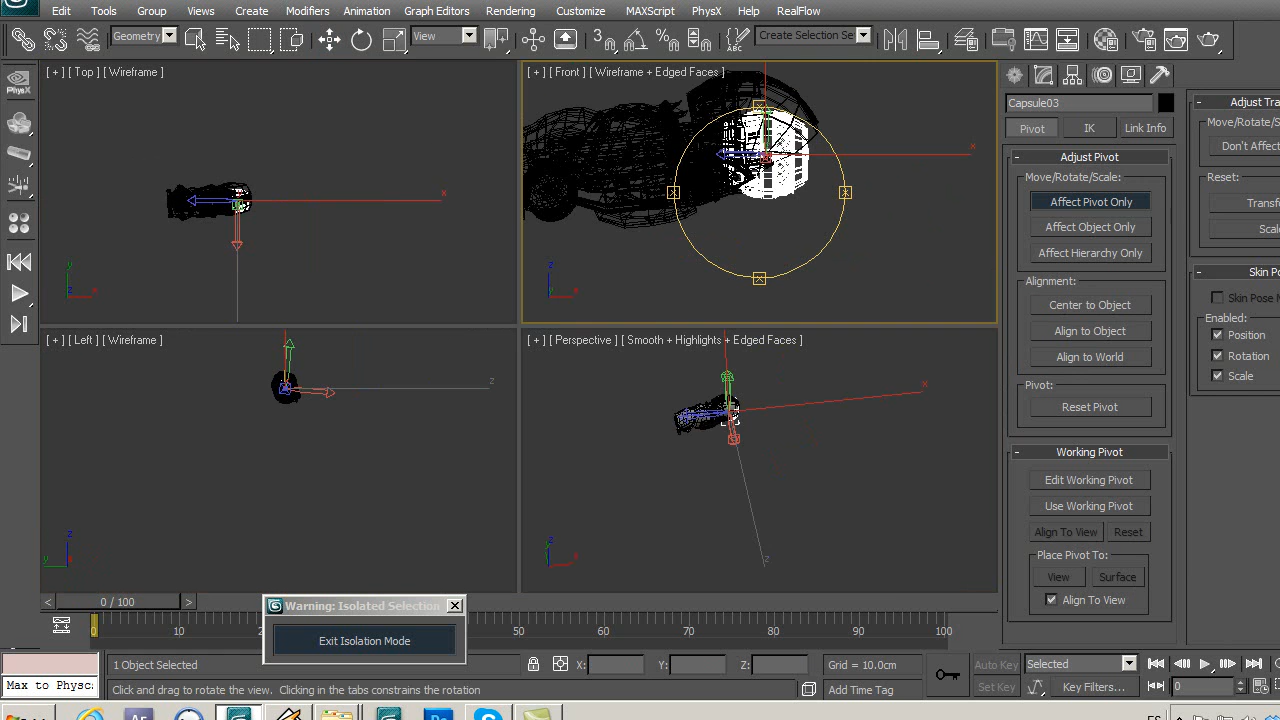 Edit Tools Group Views Create Modifiers Animation Graph Editors Rendering Customize MAXScript PhysX Help RealFlow
Geometry View 3 Create Selection Se
PhysX
[ + ] [ Top ] [ Wireframe ]
x
y
z
x
[ + ] [ Front ] [ Wireframe + Edged Faces ]
x
z
x
[ + ] [ Left ] [ Wireframe ]
z
z
y
[ + ] [ Perspective ] [ Smooth + Highlights + Edged Faces ]
x
z
z
Capsule03
Pivot IK Link Info
- Adjust Pivot
Move/Rotate/Scale:
Affect Pivot Only
Affect Object Only
Affect Hierarchy Only
Alignment:
Center to Object
Align to Object
Align to World
Pivot:
Reset Pivot
- Working Pivot
Edit Working Pivot
Use Working Pivot
Align To View Reset
Place Pivot To:
View Surface
Align To View
- Adjust Tra
Move/Rotate/S
Don't Affec
Reset:
Transf
Scal
- Skin Po
Skin Pose M
Enabled:
Position
Rotation
Scale
< 0 / 100 >
0 10 2 50 60 70 80 90 100
Warning: Isolated Selection
Exit Isolation Mode
1 Object Selected X: Y: Z: Grid = 10.0cm Auto Key Selected
Max to Physc
Click and drag to rotate the view. Clicking in the tabs constrains the rotation Add Time Tag Set Key Key Filters... 0